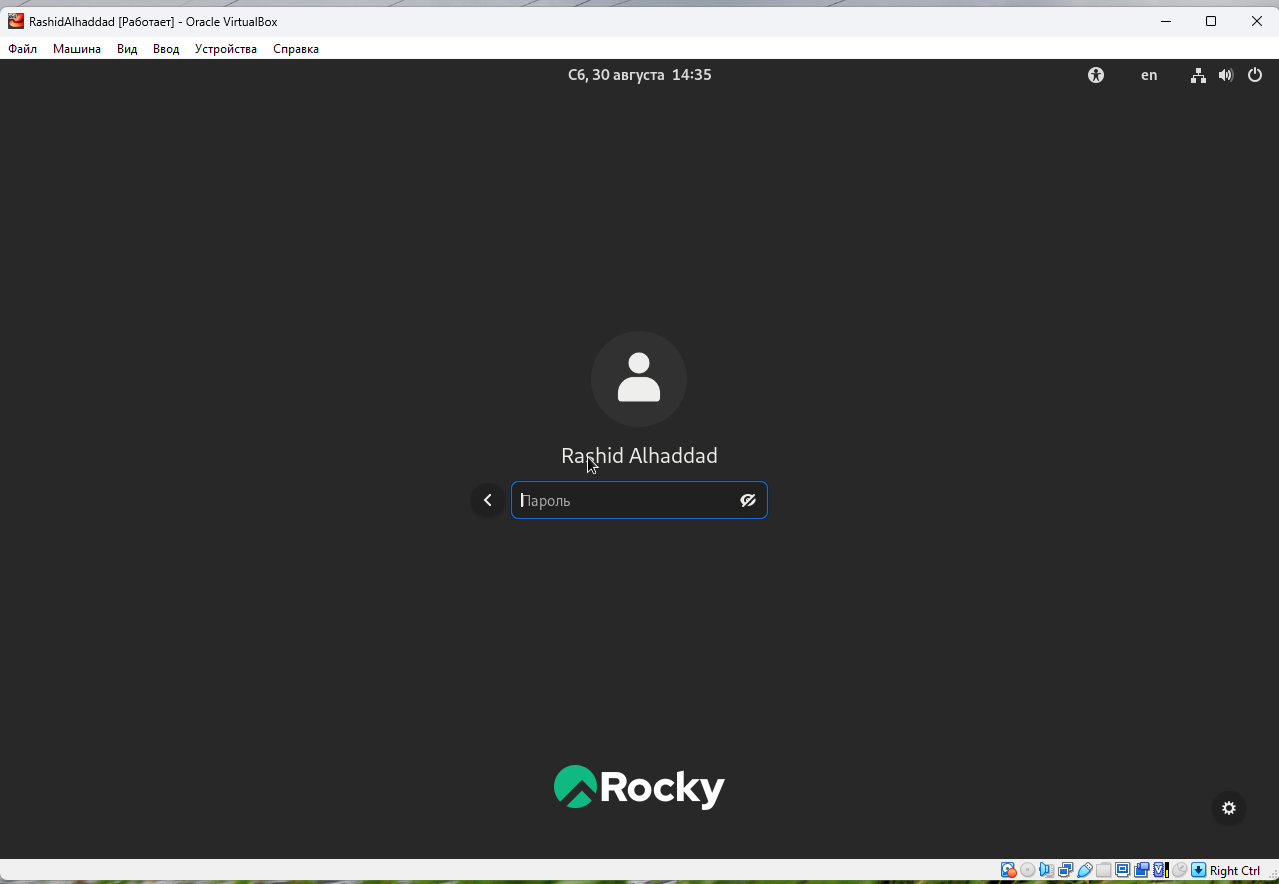 RashidAlhaddad [Работает] - Oracle VirtualBox
Файл Машина Вид Ввод Устройства Справка
Сб, 30 августа 14:35
en
Rashid Alhaddad
Пароль
Rocky
Right Ctrl